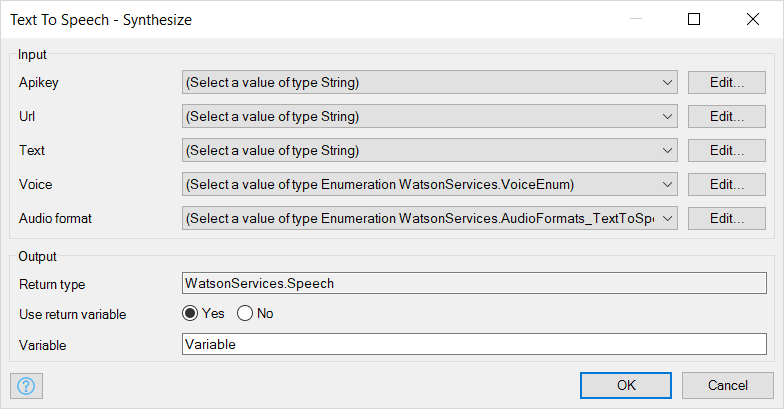 Text To Speech - Synthesize
Input
Apikey (Select a value of type String) Edit...
Url (Select a value of type String) Edit...
Text (Select a value of type String) Edit...
Voice (Select a value of type Enumeration WatsonServices.VoiceEnum) Edit...
Audio format (Select a value of type Enumeration WatsonServices.AudioFormats_TextToSpe Edit...
Output
Return type WatsonServices.Speech
Use return variable Yes No
Variable Variable
? OK Cancel